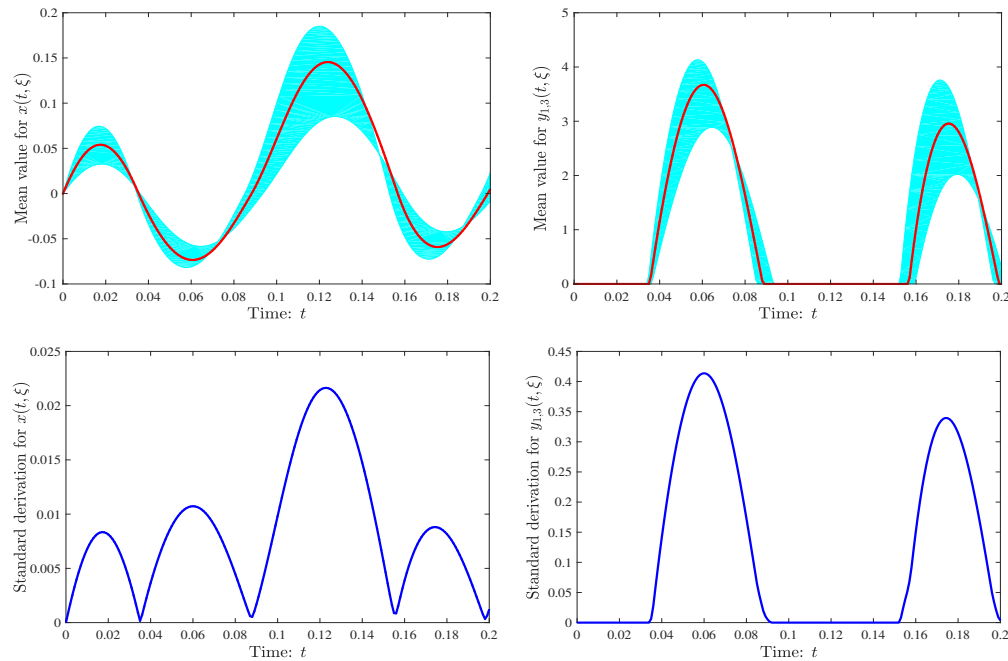 Mean value for x(t, ξ)
0.2
0.15
0.1
0.05
0
-0.05
-0.1
0 0.02 0.04 0.06 0.08 0.1 0.12 0.14 0.16 0.18 0.2
Time: t
Mean value for y1,3(t, ξ)
5
4
3
2
1
0
0 0.02 0.04 0.06 0.08 0.1 0.12 0.14 0.16 0.18 0.2
Time: t
Standard derivation for x(t, ξ)
0.025
0.02
0.015
0.01
0.005
0
0 0.02 0.04 0.06 0.08 0.1 0.12 0.14 0.16 0.18 0.2
Time: t
Standard derivation for y1,3(t, ξ)
0.45
0.4
0.35
0.3
0.25
0.2
0.15
0.1
0.05
0
0 0.02 0.04 0.06 0.08 0.1 0.12 0.14 0.16 0.18 0.2
Time: t